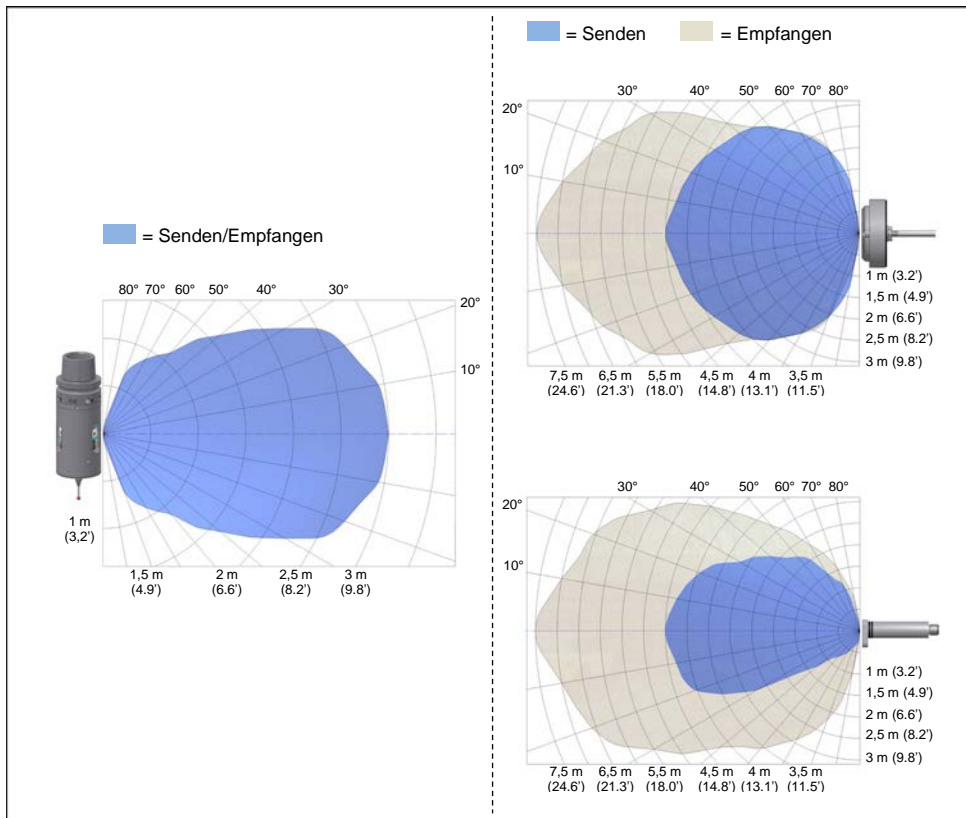 = Senden/Empfangen
80° 70° 60° 50° 40° 30°
20°
10°
1 m
(3,2’)
1,5 m 2 m 2,5 m 3 m
(4.9’) (6.6’) (8.2’) (9.8’)
= Senden = Empfangen
30° 40° 50° 60° 70° 80°
20°
10°
1 m (3.2’)
1,5 m (4.9’)
2 m (6.6’)
2,5 m (8.2’)
3 m (9.8’)
7,5 m 6,5 m 5,5 m 4,5 m 4 m 3,5 m
(24.6’) (21.3’) (18.0’) (14.8’) (13.1’) (11.5’)
30° 40° 50° 60° 70° 80°
20°
10°
1 m (3.2’)
1,5 m (4.9’)
2 m (6.6’)
2,5 m (8.2’)
3 m (9.8’)
7,5 m 6,5 m 5,5 m 4,5 m 4 m 3,5 m
(24.6’) (21.3’) (18.0’) (14.8’) (13.1’) (11.5’)